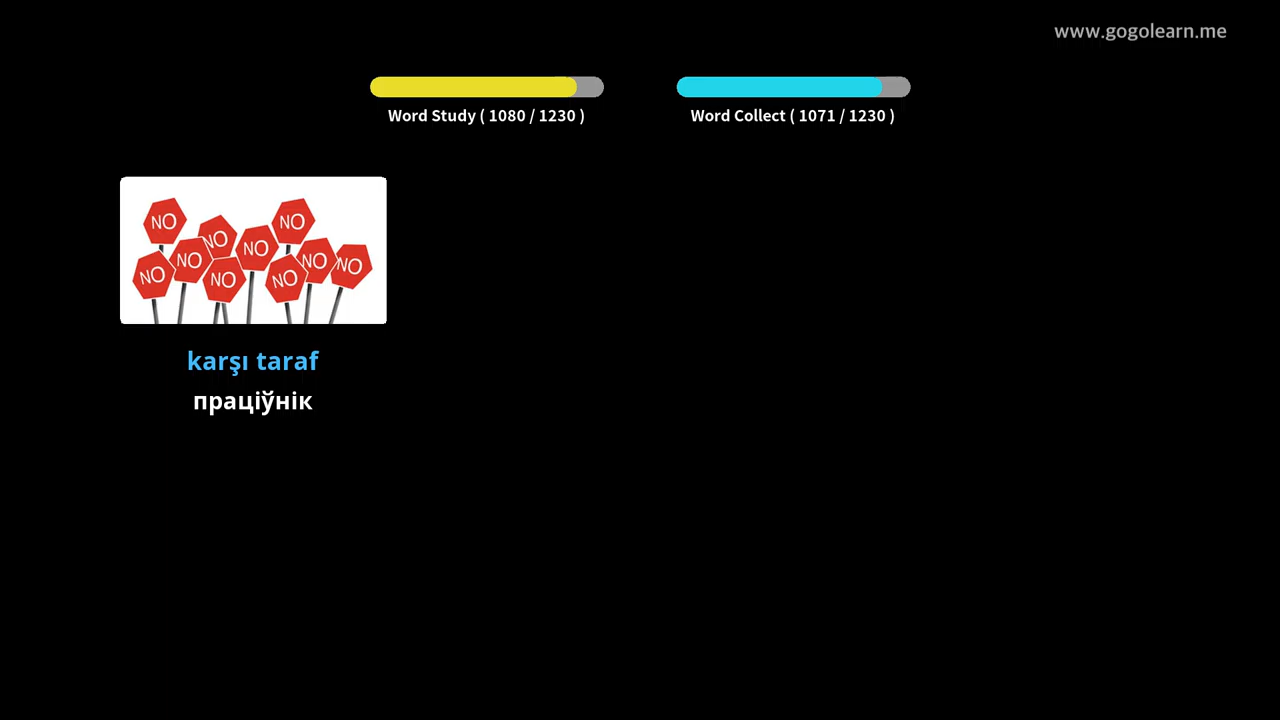 www.gogolearn.me
Word Study ( 1080 / 1230 )
Word Collect ( 1071 / 1230 )
NO
NO
NO
NO
NO
NO
NO
NO
NO
NO
karşı taraf
праціўнік